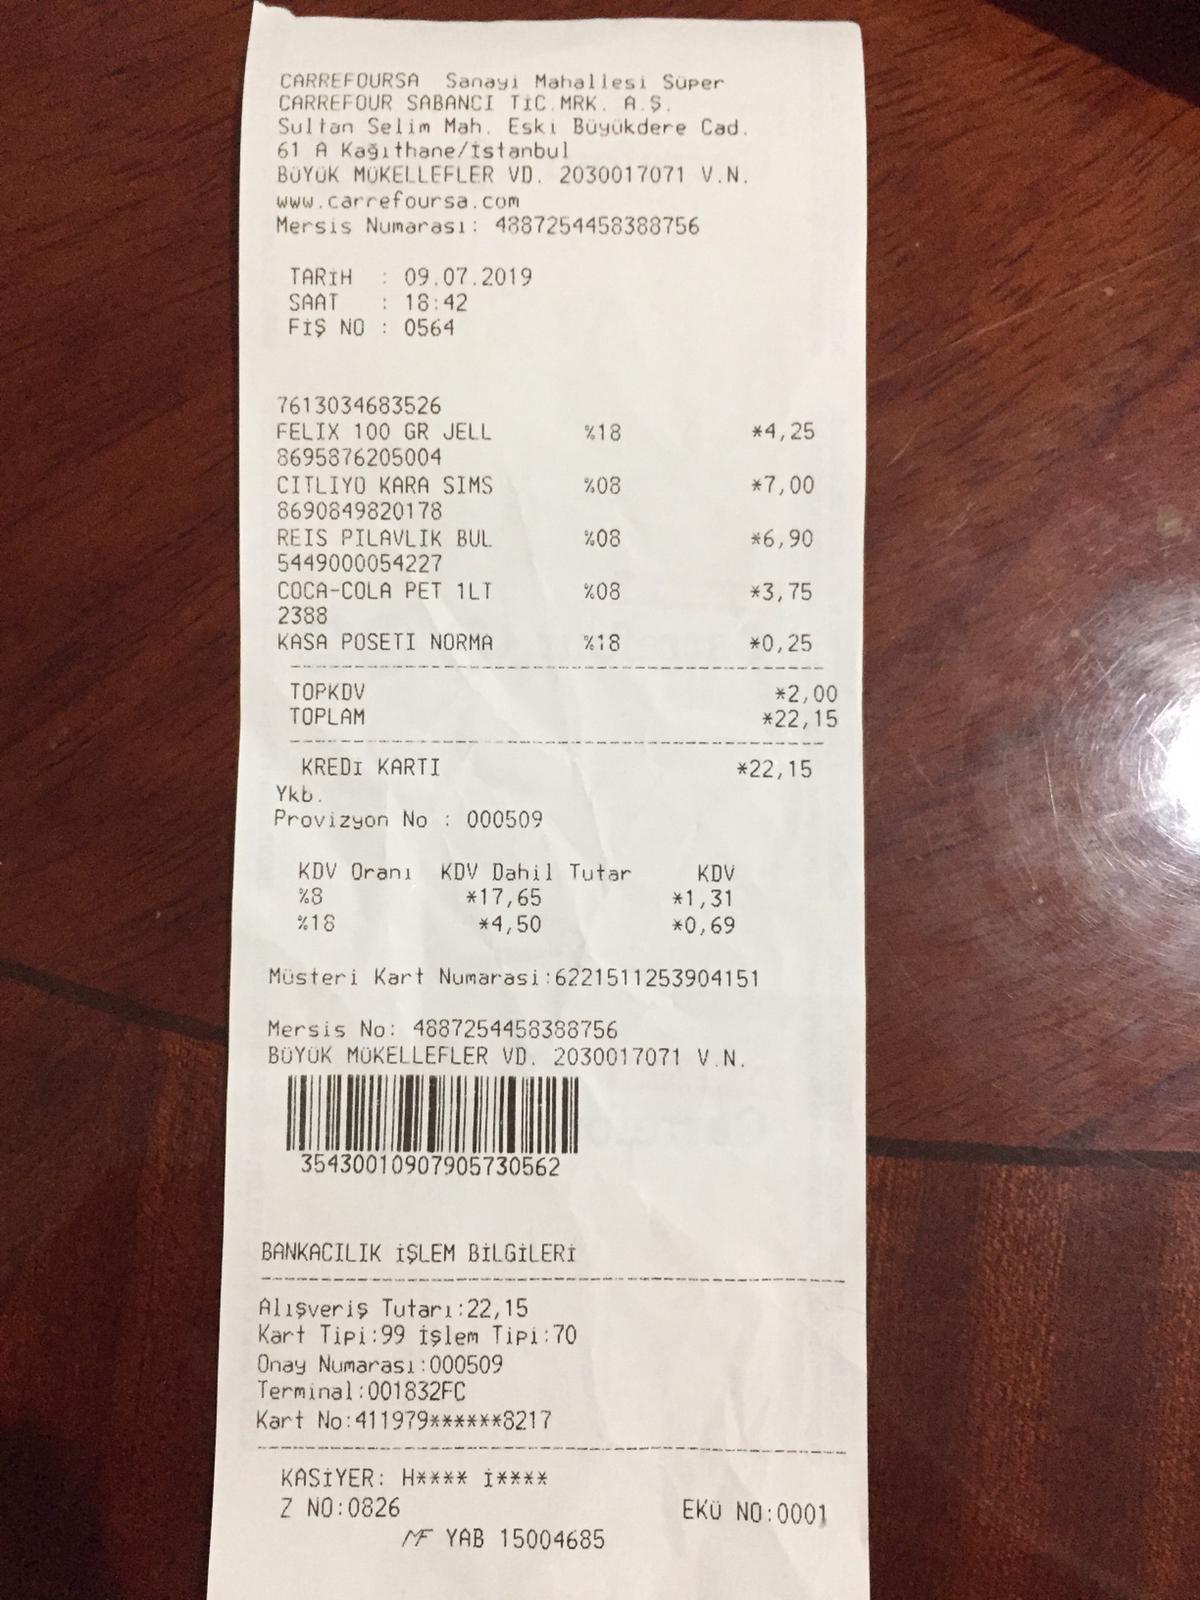 CARREFOURSA Sanayi Mahallesi Süper
CARREFOUR SABANCI TİC.MRK. A.Ş.
Sultan Selim Mah. Eski Büyükdere Cad.
61 A Kağıthane/İstanbul
BÜYÜK MÜKELLEFLER VD. 2030017071 V.N.
www.carrefoursa.com
Mersis Numarası: 4887254458388756
TARİH : 09.07.2019
SAAT : 18:42
FİŞ NO : 0564
7613034683526
FELIX 100 GR JELL %18 *4,25
8695876205004
CITLIYO KARA SIMS %08 *7,00
8690849820178
REIS PILAVLIK BUL %08 *6,90
5449000054227
COCA-COLA PET 1LT %08 *3,75
2388
KASA POSETI NORMA %18 *0,25
TOPKDV *2,00
TOPLAM *22,15
KREDİ KARTI *22,15
Ykb.
Provizyon No : 000509
KDV Oranı KDV Dahil Tutar KDV
%8 *17,65 *1,31
%18 *4,50 *0,69
Müsteri Kart Numarasi:6221511253904151
Mersis No: 4887254458388756
BÜYÜK MÜKELLEFLER VD. 2030017071 V.N.
35430010907905730562
BANKACILIK İŞLEM BİLGİLERİ
Alışveriş Tutarı:22,15
Kart Tipi:99 İşlem Tipi:70
Onay Numarası:000509
Terminal:001832FC
Kart No:411979******8217
KASİYER: H**** İ****
Z NO:0826 EKÜ NO:0001
MF YAB 15004685